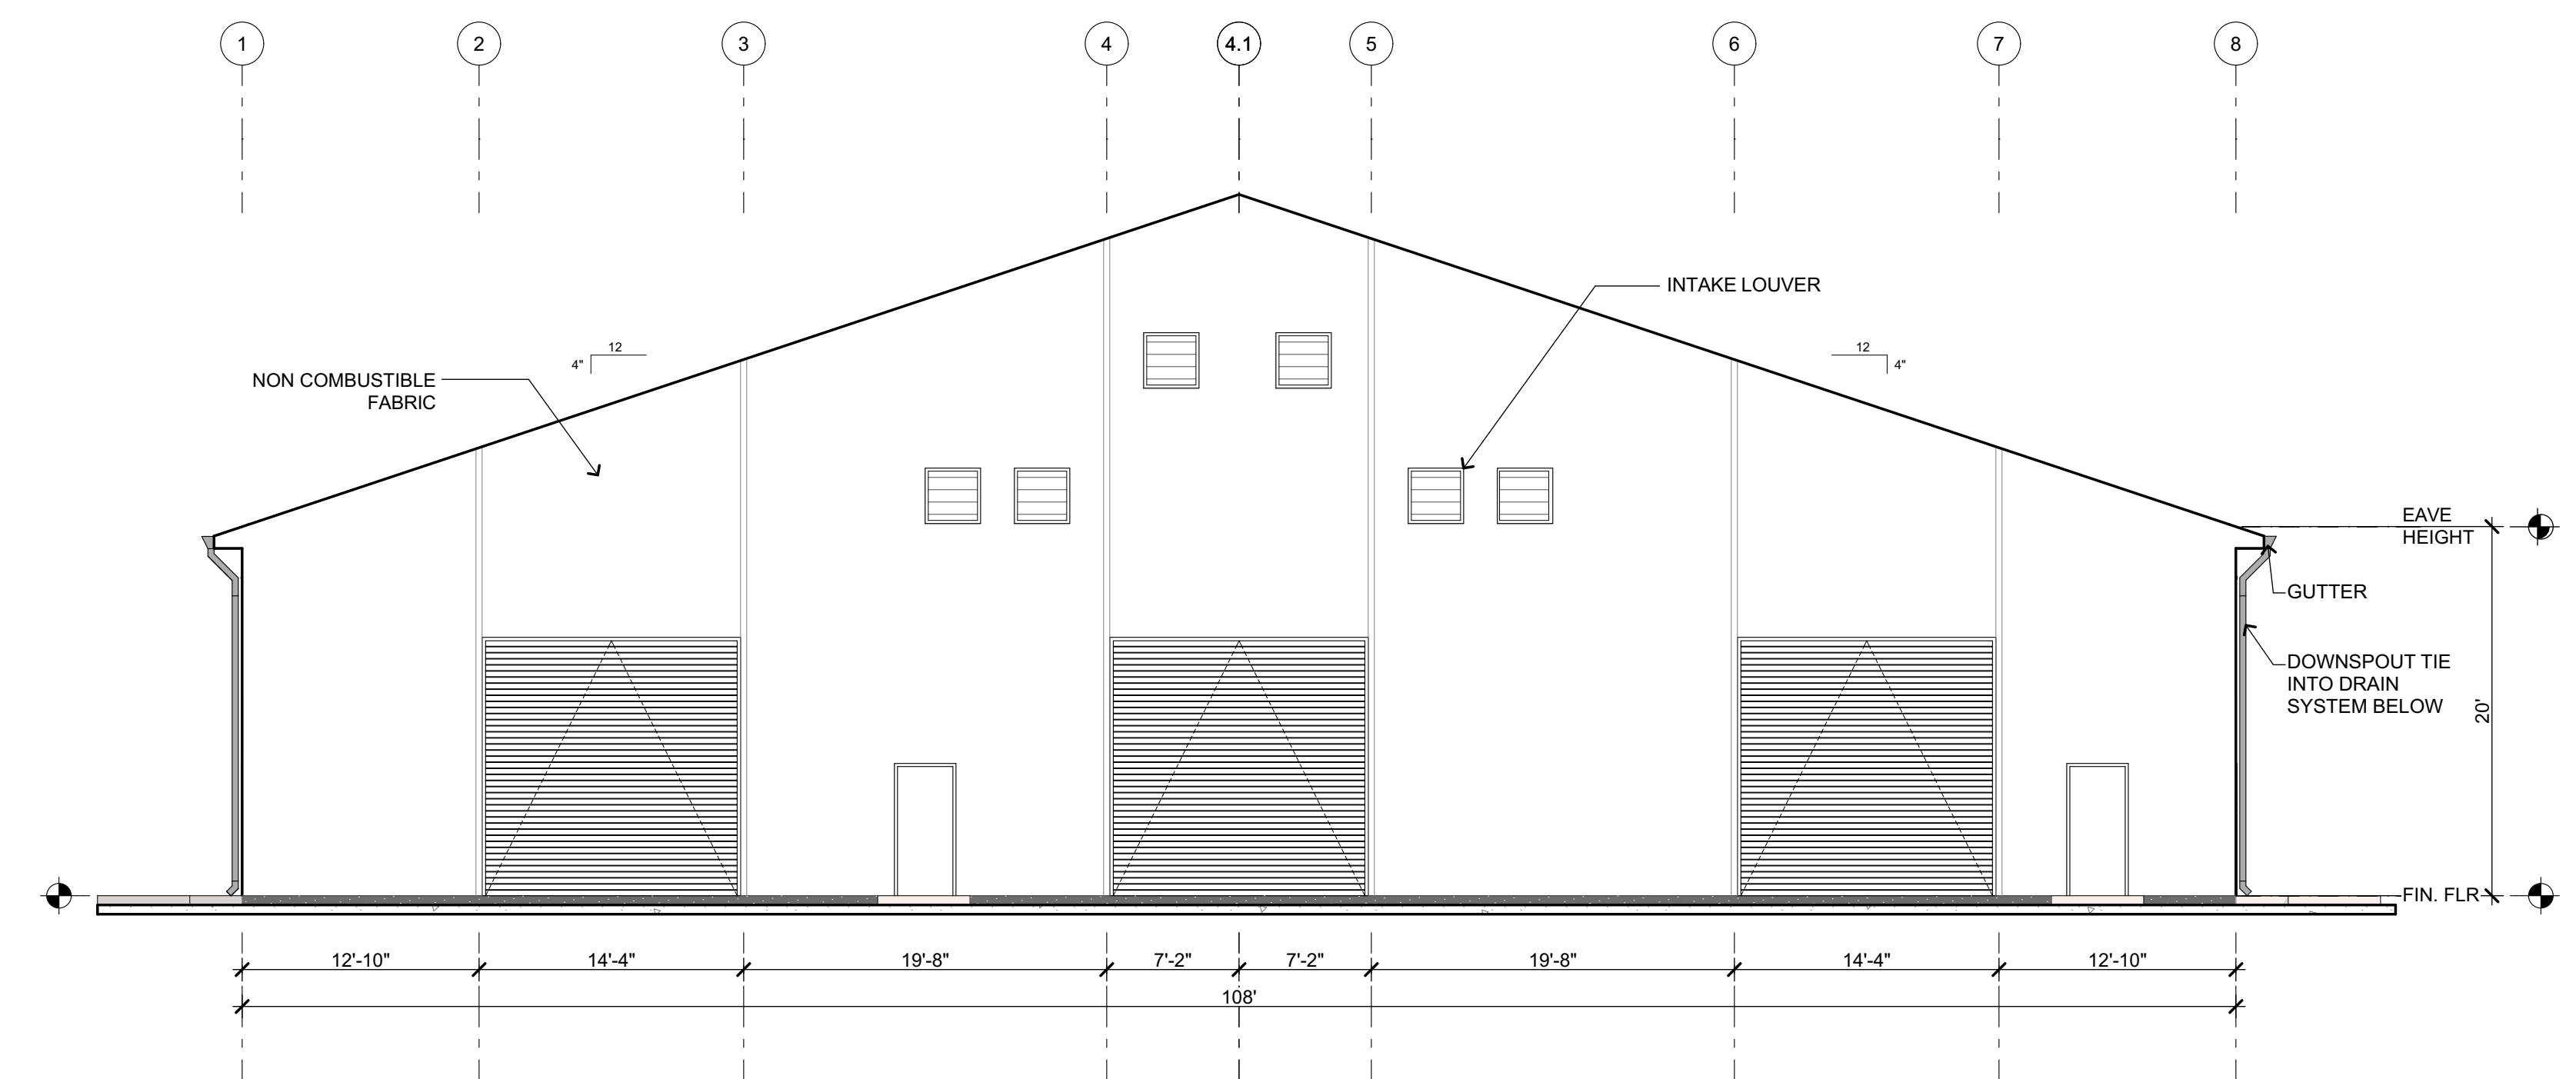 1
2
3
4
4.1
5
6
7
8
INTAKE LOUVER
12
4"
12
4"
NON COMBUSTIBLE
FABRIC
EAVE
HEIGHT
GUTTER
DOWNSPOUT TIE
INTO DRAIN
SYSTEM BELOW
20'
FIN. FLR
12'-10"
14'-4"
19'-8"
7'-2"
7'-2"
19'-8"
14'-4"
12'-10"
108'